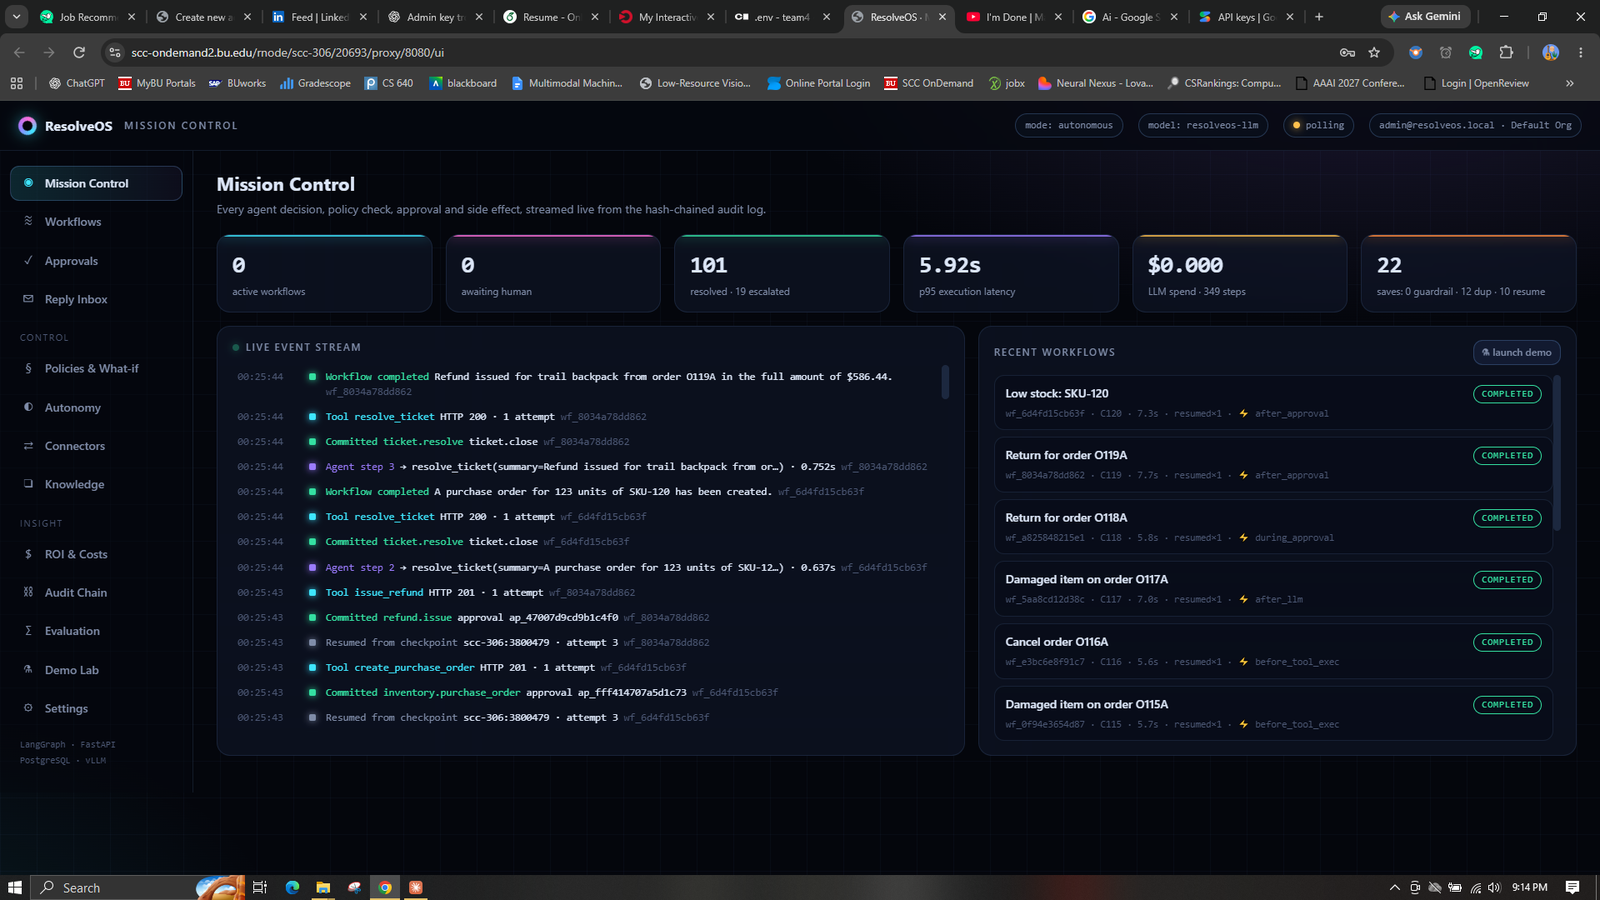 Job Recomm
Create new a
Feed | Linked
Admin key tr
Resume - On
My Interactiv
.env - team4
ResolveOS · M
I'm Done | Ma
Ai - Google S
API keys | Go
Ask Gemini
scc-ondemand2.bu.edu/rnode/scc-306/20693/proxy/8080/ui
ChatGPT
MyBU Portals
BUworks
Gradescope
CS 640
blackboard
Multimodal Machin...
Low-Resource Visio...
Online Portal Login
SCC OnDemand
jobx
Neural Nexus - Lova...
CSRankings: Compu...
AAAI 2027 Confere...
Login | OpenReview
ResolveOS MISSION CONTROL
mode: autonomous
model: resolveos-llm
polling
admin@resolveos.local · Default Org
Mission Control
Workflows
Approvals
Reply Inbox
CONTROL
Policies & What-if
Autonomy
Connectors
Knowledge
INSIGHT
ROI & Costs
Audit Chain
Evaluation
Demo Lab
Settings
LangGraph · FastAPI
PostgreSQL · vLLM
Mission Control
Every agent decision, policy check, approval and side effect, streamed live from the hash-chained audit log.
0
active workflows
0
awaiting human
101
resolved · 19 escalated
5.92s
p95 execution latency
$0.000
LLM spend · 349 steps
22
saves: 0 guardrail · 12 dup · 10 resume
LIVE EVENT STREAM
00:25:44 Workflow completed Refund issued for trail backpack from order O119A in the full amount of $586.44.
wf_8034a78dd862
00:25:44 Tool resolve_ticket HTTP 200 · 1 attempt wf_8034a78dd862
00:25:44 Committed ticket.resolve ticket.close wf_8034a78dd862
00:25:44 Agent step 3 → resolve_ticket(summary=Refund issued for trail backpack from or…) · 0.752s wf_8034a78dd862
00:25:44 Workflow completed A purchase order for 123 units of SKU-120 has been created. wf_6d4fd15cb63f
00:25:44 Tool resolve_ticket HTTP 200 · 1 attempt wf_6d4fd15cb63f
00:25:44 Committed ticket.resolve ticket.close wf_6d4fd15cb63f
00:25:44 Agent step 2 → resolve_ticket(summary=A purchase order for 123 units of SKU-12…) · 0.637s wf_6d4fd15cb63f
00:25:44 Tool issue_refund HTTP 201 · 1 attempt wf_8034a78dd862
00:25:43 Committed refund.issue approval ap_47007d9cd9b1c4f0 wf_8034a78dd862
00:25:43 Resumed from checkpoint scc-306:3800479 · attempt 3 wf_8034a78dd862
00:25:43 Tool create_purchase_order HTTP 201 · 1 attempt wf_6d4fd15cb63f
00:25:43 Committed inventory.purchase_order approval ap_fff414707a5d1c73 wf_6d4fd15cb63f
00:25:43 Resumed from checkpoint scc-306:3800479 · attempt 3 wf_6d4fd15cb63f
RECENT WORKFLOWS
launch demo
Low stock: SKU-120 COMPLETED
wf_6d4fd15cb63f · C120 · 7.3s · resumed×1 · ⚡ after_approval
Return for order O119A COMPLETED
wf_8034a78dd862 · C119 · 7.7s · resumed×1 · ⚡ after_approval
Return for order O118A COMPLETED
wf_a825848215e1 · C118 · 5.8s · resumed×1 · ⚡ during_approval
Damaged item on order O117A COMPLETED
wf_5aa8cd12d38c · C117 · 7.0s · resumed×1 · ⚡ after_llm
Cancel order O116A COMPLETED
wf_e3bc6e8f91c7 · C116 · 5.6s · resumed×1 · ⚡ before_tool_exec
Damaged item on order O115A COMPLETED
wf_0f94e3654d87 · C115 · 5.7s · resumed×1 · ⚡ before_tool_exec
Search
9:14 PM